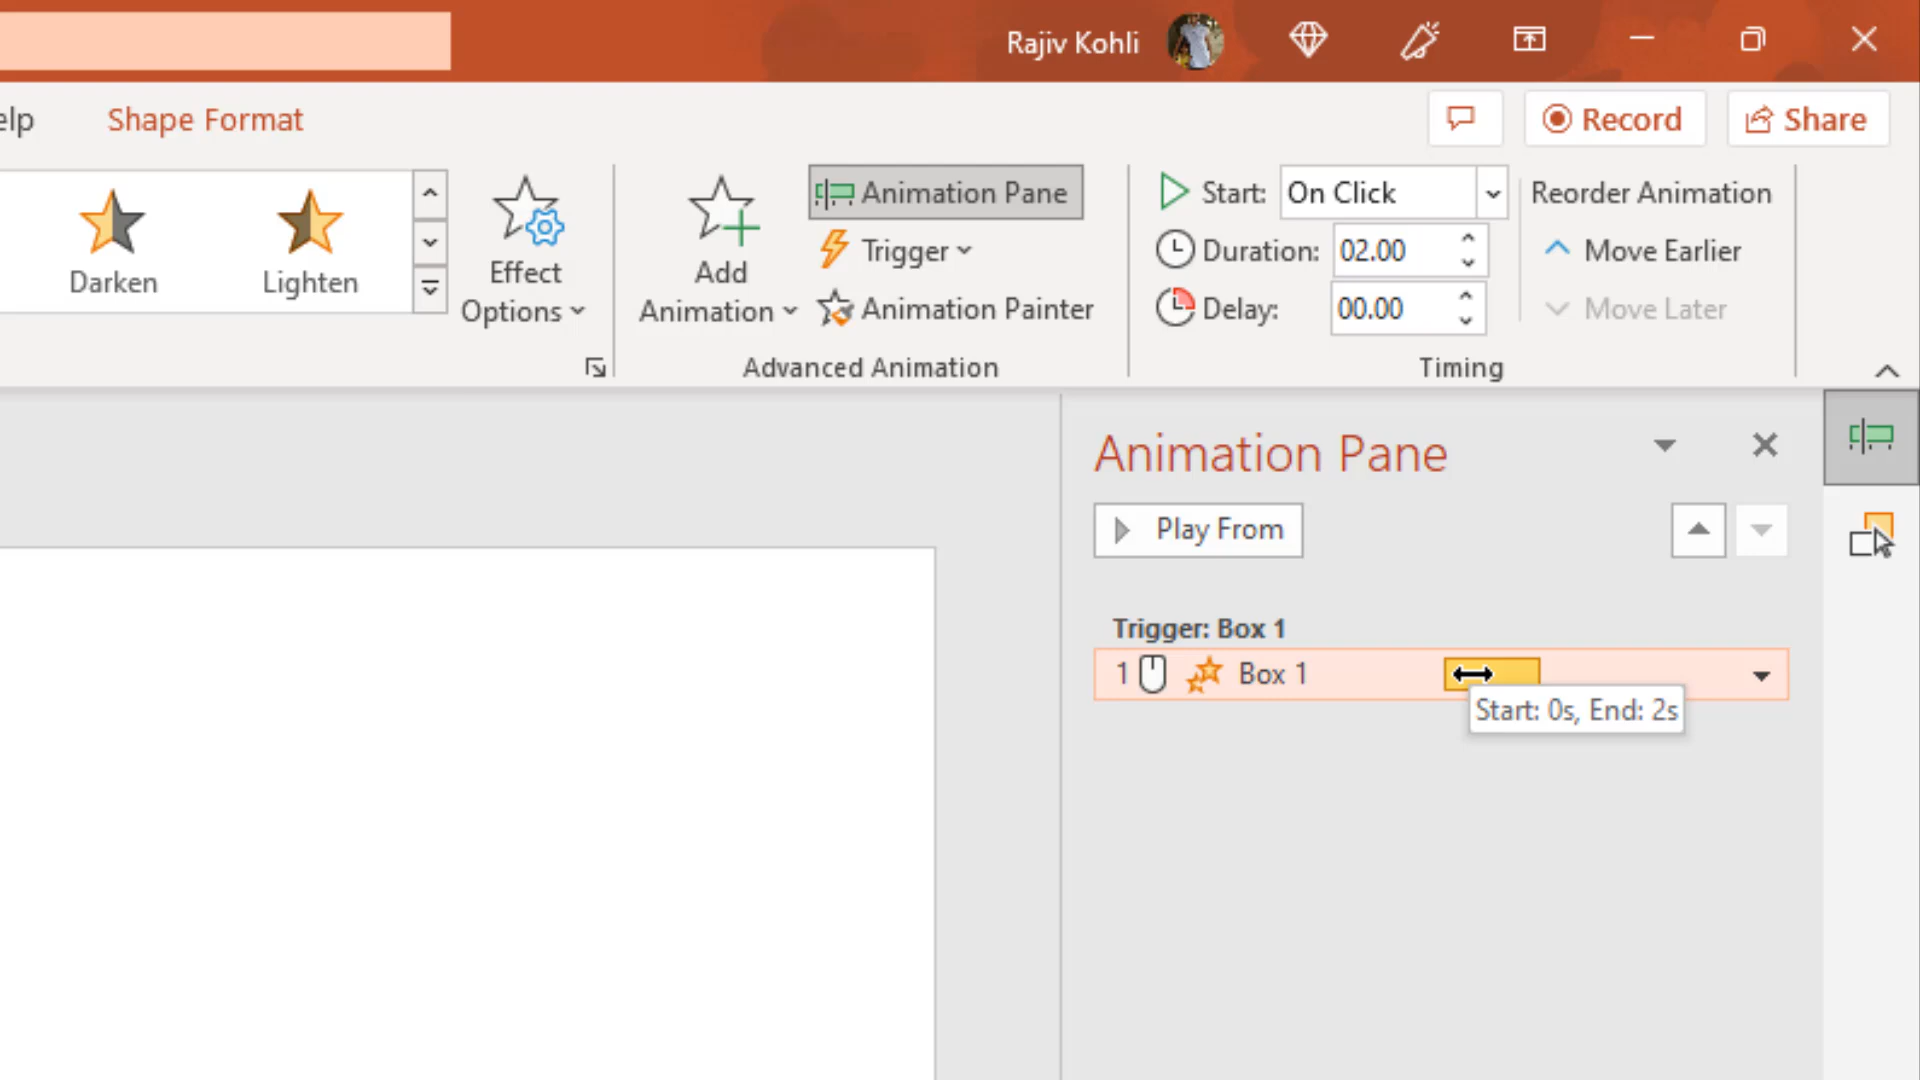 Rajiv Kohli
elp
Shape Format
Record
Share
Darken
Lighten
Effect
Options
Add
Animation
Animation Pane
Trigger
Animation Painter
Advanced Animation
Start: On Click
Duration: 02.00
Delay: 00.00
Reorder Animation
Move Earlier
Move Later
Timing
Animation Pane
Play From
Trigger: Box 1
1 Box 1
Start: 0s, End: 2s